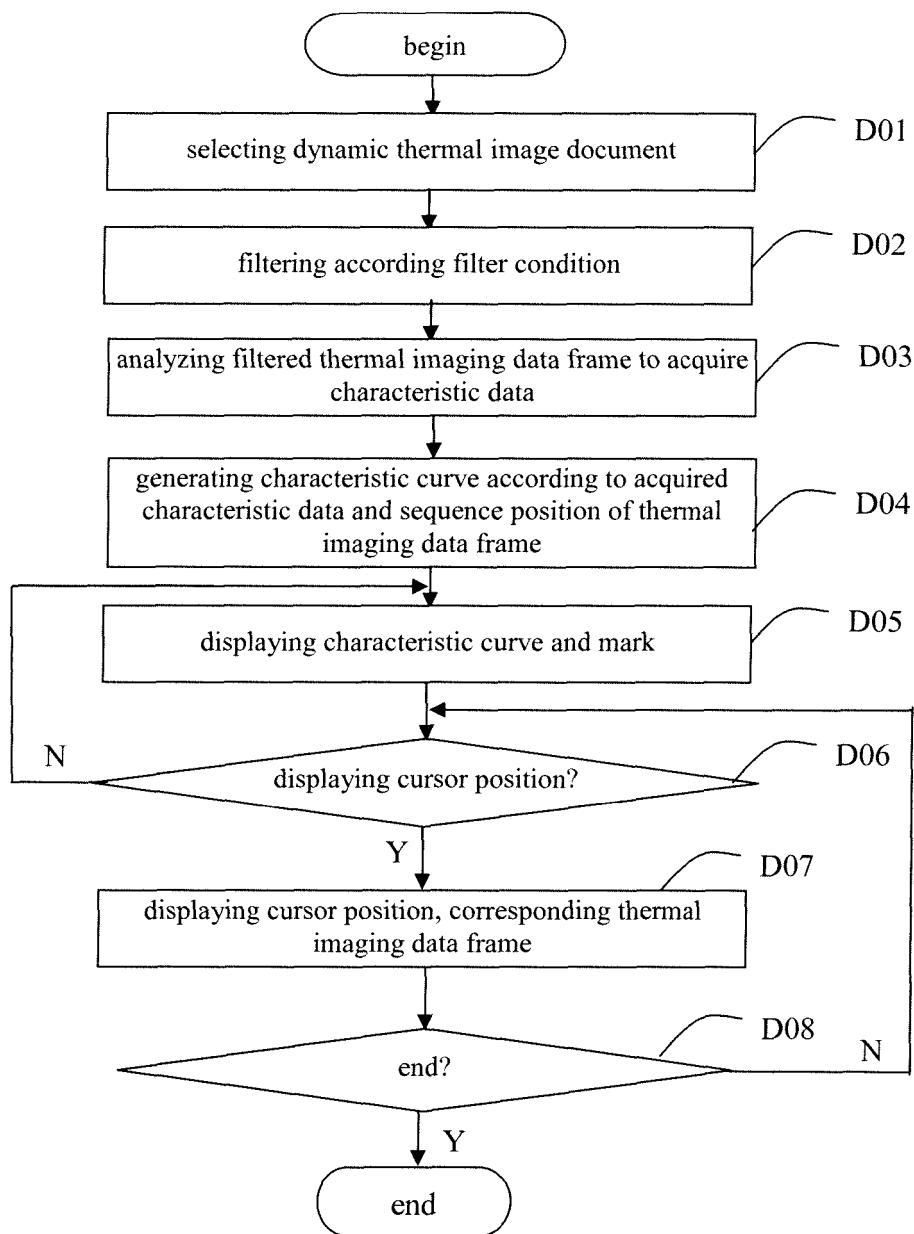 begin
selecting dynamic thermal image document
D01
filtering according filter condition
D02
analyzing filtered thermal imaging data frame to acquire
characteristic data
D03
generating characteristic curve according to acquired
characteristic data and sequence position of thermal
imaging data frame
D04
displaying characteristic curve and mark
D05
N
displaying cursor position?
D06
Y
D07
displaying cursor position, corresponding thermal
imaging data frame
D08
end?
N
Y
end